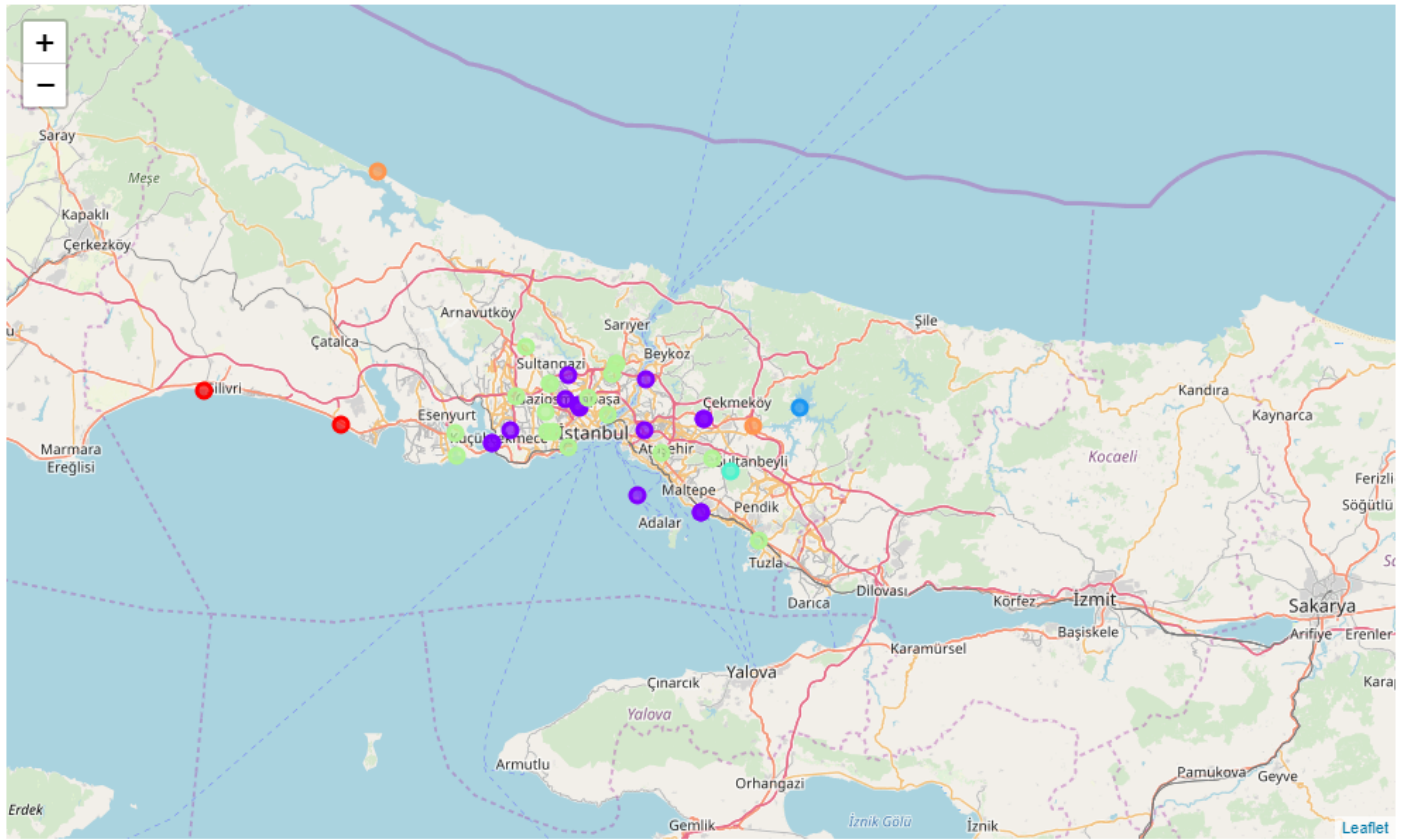 +
−
Saray
Meşe
Kapaklı
Çerkezköy
Arnavutköy
Sarıyer
Şile
Çatalca
Beykoz
Sultangazi
Kandıra
Çekmeköy
Kaynarca
Esenyurt
İstanbul
Marmara
Ereğlisi
Kocaeli
Sultanbeyli
Maltepe
Ferizli
Söğütlü
Pendik
Adalar
Tuzla
Darıca
Dilovası
Körfez
İzmit
Sakarya
Başiskele
Arifiye
Erenler
Karamürsel
Yalova
Çınarcık
Yalova
Armutlu
Orhangazi
Pamukova
Geyve
Erdek
Gemlik
İznik Gölü
İznik
Leaflet